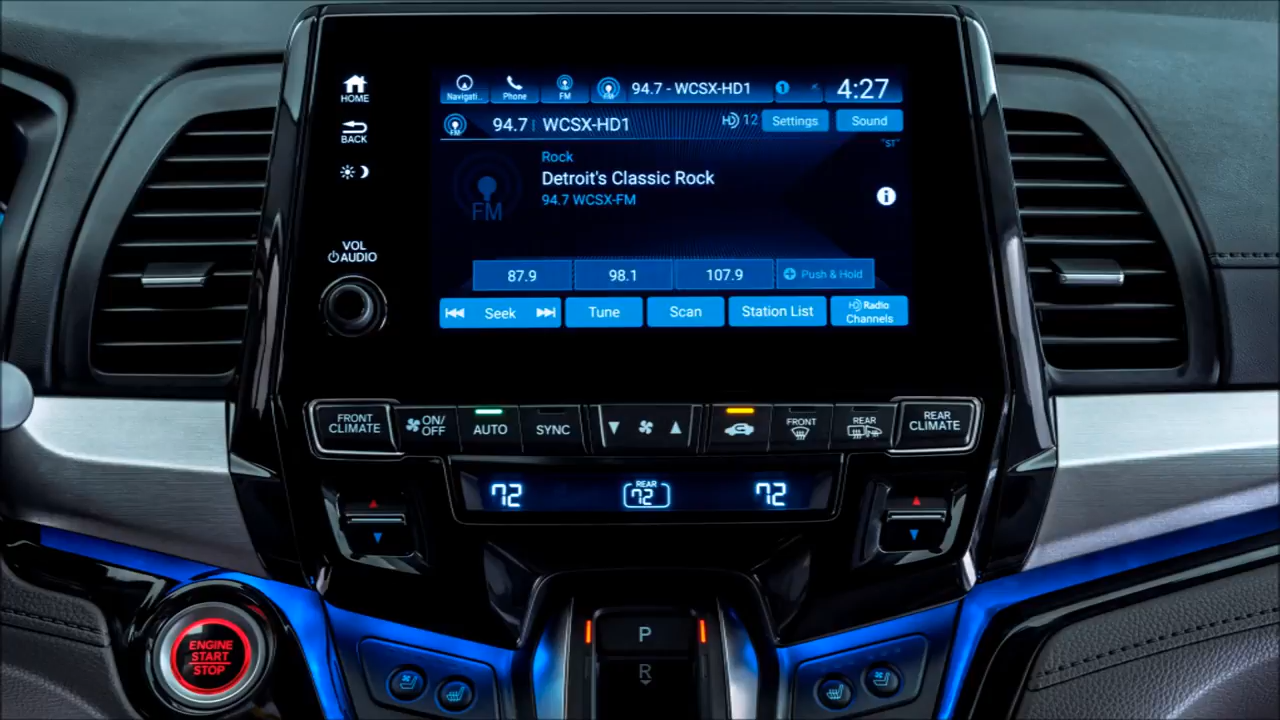 HOME
BACK
VOL
AUDIO
Navigati..
Phone
FM
FM
94.7 - WCSX-HD1
4:27
FM
94.7
WCSX-HD1
HD 12
Settings
Sound
"ST"
Rock
Detroit's Classic Rock
94.7 WCSX-FM
FM
i
87.9
98.1
107.9
Push & Hold
Seek
Tune
Scan
Station List
HD Radio
Channels
FRONT
CLIMATE
ON/
OFF
AUTO
SYNC
FRONT
REAR
REAR
CLIMATE
72
REAR
72
72
ENGINE
START
STOP
P
R